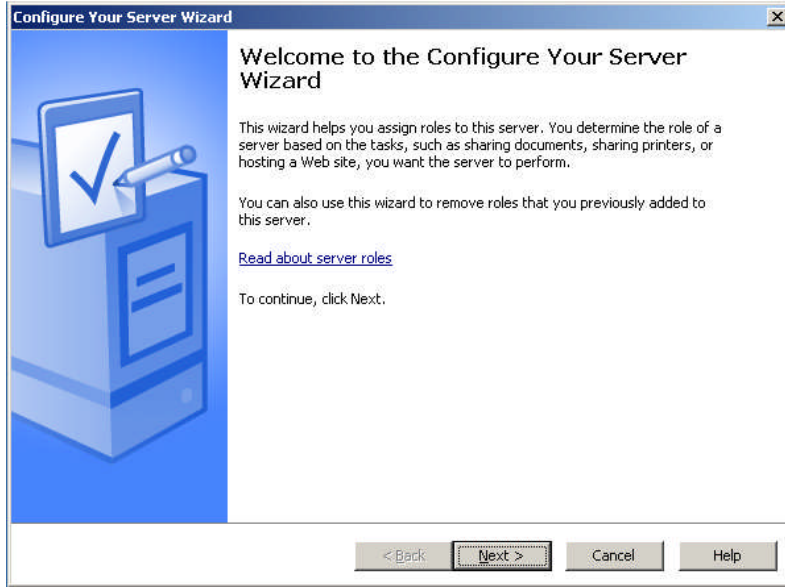 Configure Your Server Wizard
Welcome to the Configure Your Server
Wizard
This wizard helps you assign roles to this server. You determine the role of a
server based on the tasks, such as sharing documents, sharing printers, or
hosting a Web site, you want the server to perform.
You can also use this wizard to remove roles that you previously added to
this server.
Read about server roles
To continue, click Next.
< Back
Next >
Cancel
Help